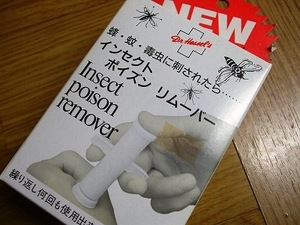 NEW
Dr. Hessel's
蜂・蚊・毒虫に刺されたら……
インセクト
ポイズン リムーバー
Insect
poison
remover
繰り返し何回も使用出来